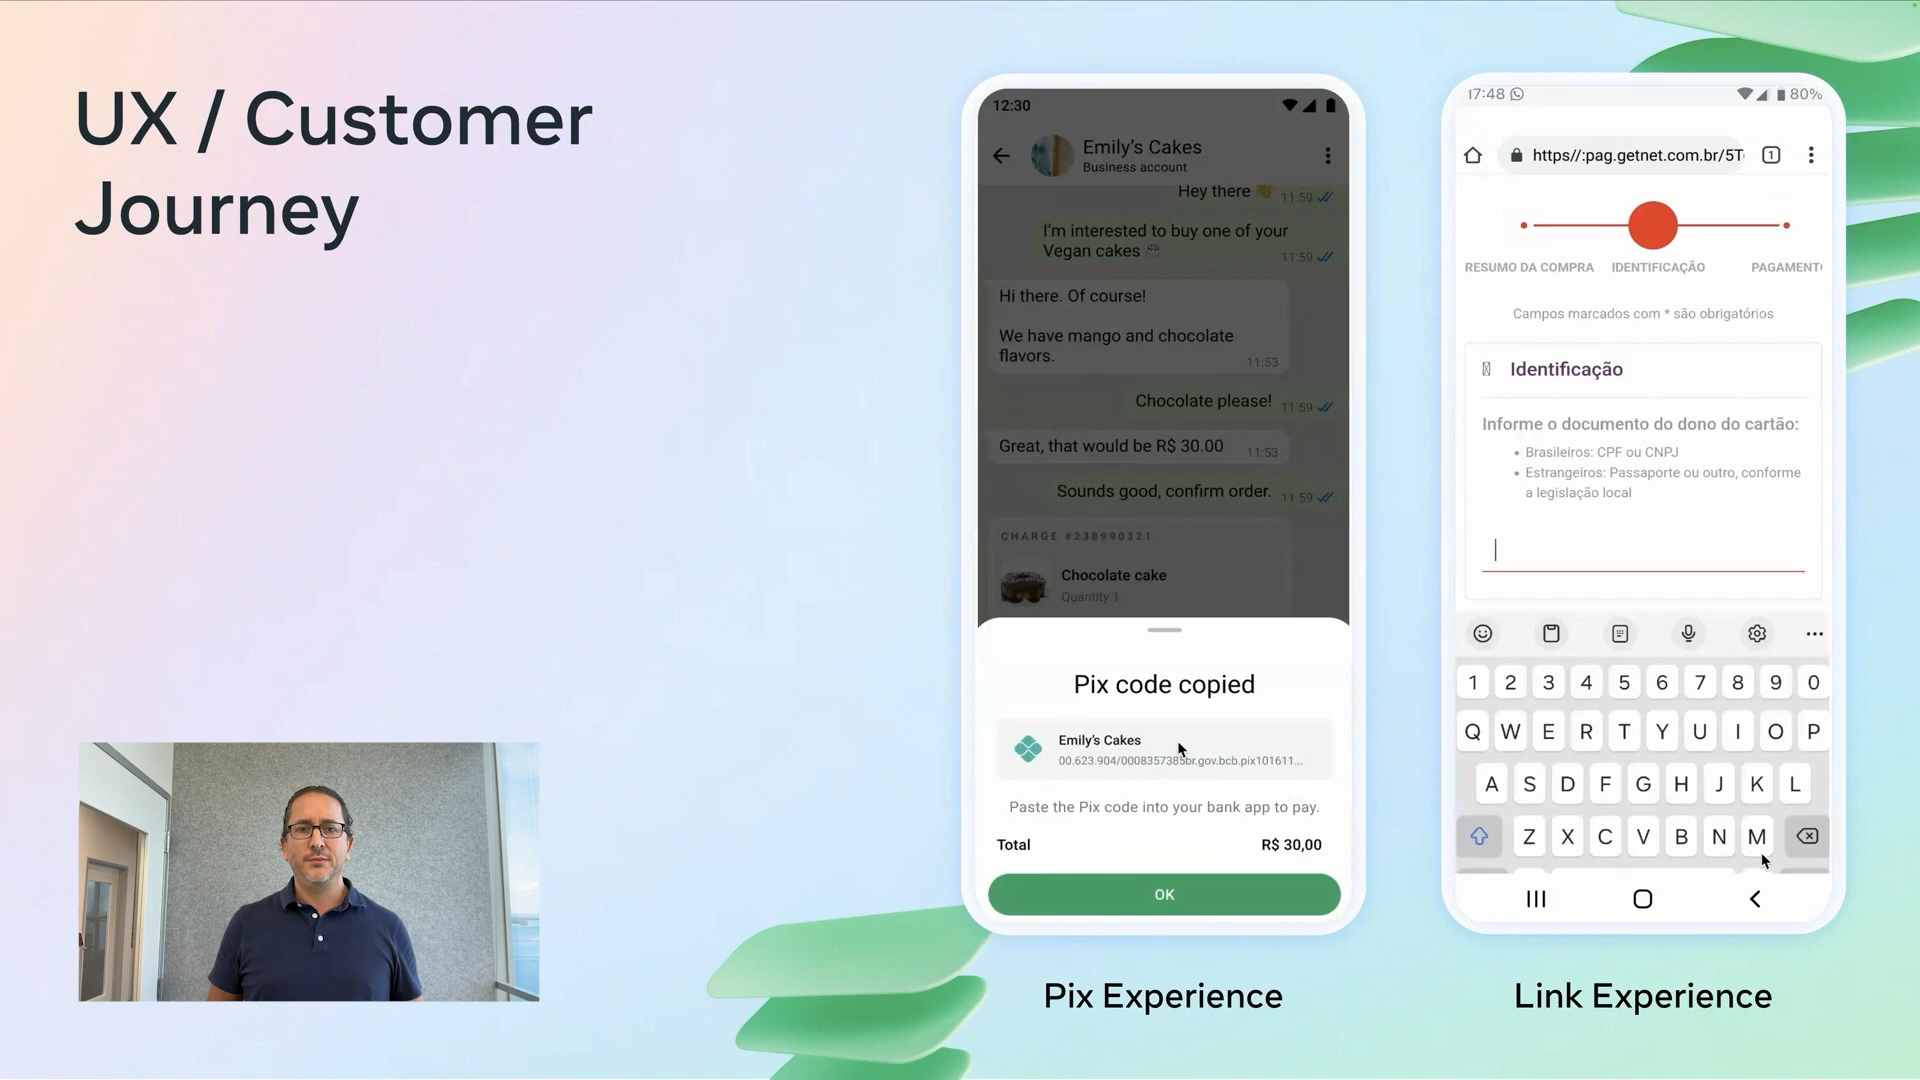 UX / Customer
Journey
12:30
Emily's Cakes
Business account
Hey there 👋 11.59
I'm interested to buy one of your
Vegan cakes 🎂 11.59
Hi there. Of course!
We have mango and chocolate
flavors. 11:53
Chocolate please! 11.59
Great, that would be R$ 30.00 11:53
Sounds good, confirm order. 11.59
CHARGE #238990321
Chocolate cake
Quantity 1
Pix code copied
Emily's Cakes
00.623.904/0008357385br.gov.bcb.pix101611...
Paste the Pix code into your bank app to pay.
Total R$ 30,00
OK
Pix Experience
17:48 80%
https//:pag.getnet.com.br/5T 1
RESUMO DA COMPRA IDENTIFICAÇÃO PAGAMENT
Campos marcados com * são obrigatórios
Identificação
Informe o documento do dono do cartão:
• Brasileiros: CPF ou CNPJ
• Estrangeiros: Passaporte ou outro, conforme
a legislação local
1 2 3 4 5 6 7 8 9 0
Q W E R T Y U I O P
A S D F G H J K L
Z X C V B N M
Link Experience